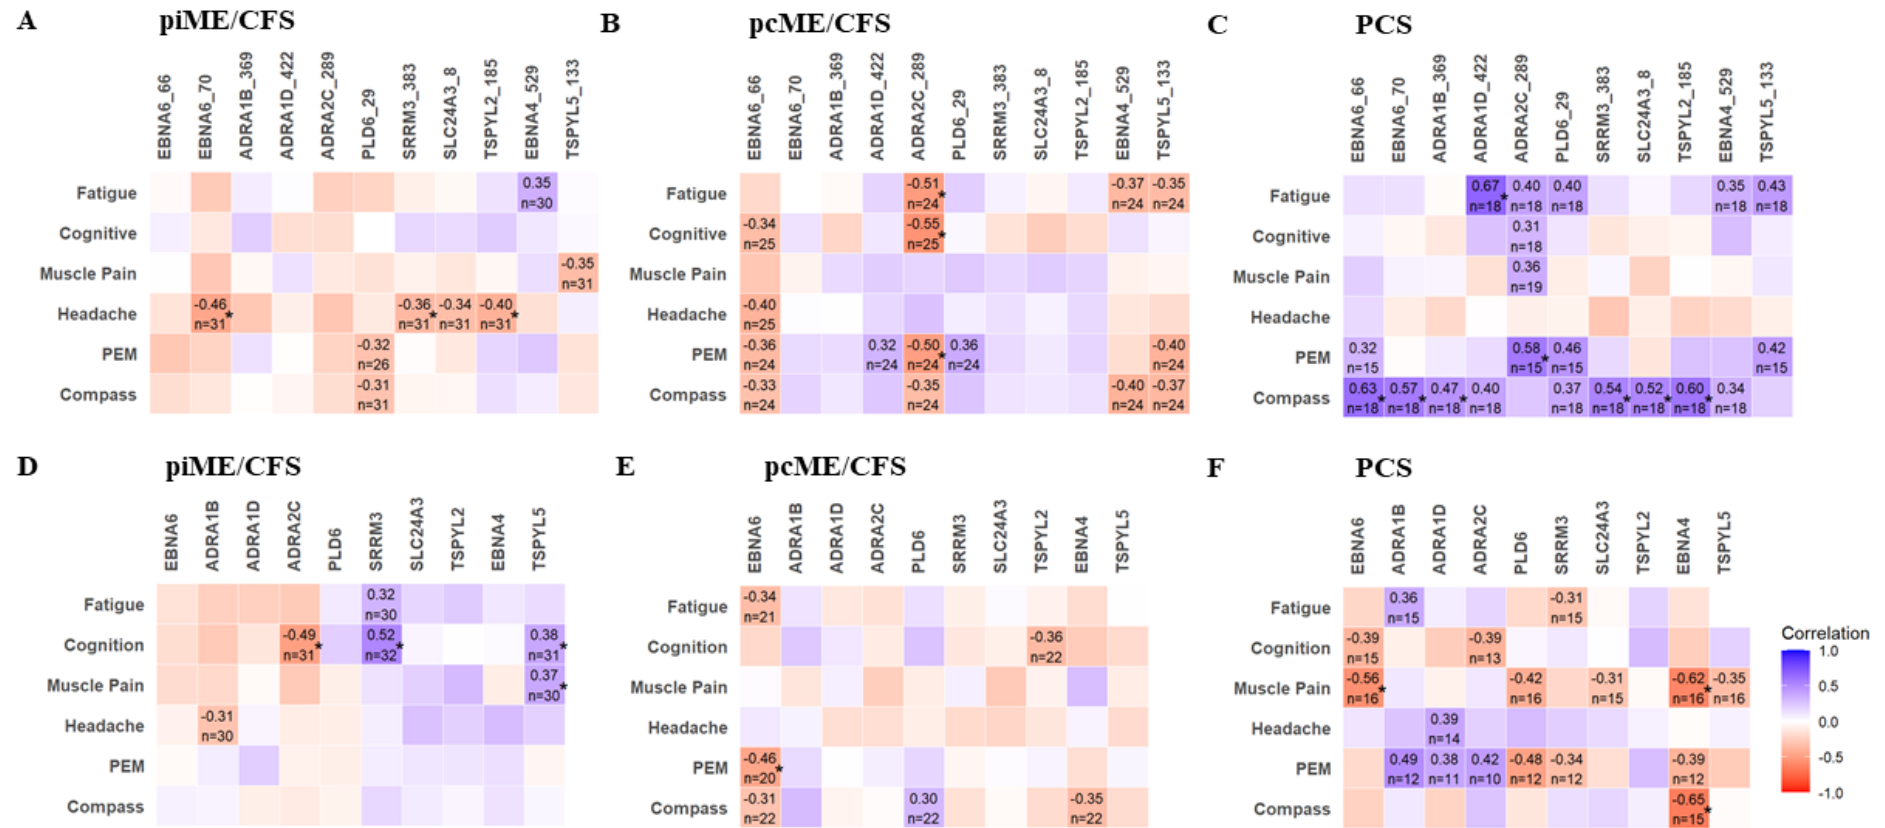 A piME/CFS
EBNA6_66 EBNA6_70 ADRA1B_369 ADRA1D_422 ADRA2C_289 PLD6_29 SRRM3_383 SLC24A3_8 TSPYL2_185 EBNA4_529 TSPYL5_133
Fatigue 0.35 n=30
Cognitive
Muscle Pain -0.35 n=31
Headache -0.46 n=31* -0.36 n=31* -0.34 n=31 -0.40 n=31*
PEM -0.32 n=26
Compass -0.31 n=31
B pcME/CFS
EBNA6_66 EBNA6_70 ADRA1B_369 ADRA1D_422 ADRA2C_289 PLD6_29 SRRM3_383 SLC24A3_8 TSPYL2_185 EBNA4_529 TSPYL5_133
Fatigue -0.51 n=24* -0.37 n=24 -0.35 n=24
Cognitive -0.34 n=25 -0.55 n=25*
Muscle Pain
Headache -0.40 n=25
PEM -0.36 n=24 0.32 n=24 -0.50 n=24* 0.36 n=24 -0.40 n=24
Compass -0.33 n=24 -0.35 n=24 -0.40 n=24 -0.37 n=24
C PCS
EBNA6_66 EBNA6_70 ADRA1B_369 ADRA1D_422 ADRA2C_289 PLD6_29 SRRM3_383 SLC24A3_8 TSPYL2_185 EBNA4_529 TSPYL5_133
Fatigue 0.67 n=18* 0.40 n=18 0.40 n=18 0.35 n=18 0.43 n=18
Cognitive 0.31 n=18
Muscle Pain 0.36 n=19
Headache
PEM 0.32 n=15 0.58 n=15* 0.46 n=15 0.42 n=15
Compass 0.63 n=18* 0.57 n=18* 0.47 n=18* 0.40 n=18 0.37 n=18 0.54 n=18* 0.52 n=18* 0.60 n=18* 0.34 n=18
D piME/CFS
EBNA6 ADRA1B ADRA1D ADRA2C PLD6 SRRM3 SLC24A3 TSPYL2 EBNA4 TSPYL5
Fatigue 0.32 n=30
Cognition -0.49 n=31* 0.52 n=32* 0.38 n=31*
Muscle Pain 0.37 n=30*
Headache -0.31 n=30
PEM
Compass
E pcME/CFS
EBNA6 ADRA1B ADRA1D ADRA2C PLD6 SRRM3 SLC24A3 TSPYL2 EBNA4 TSPYL5
Fatigue -0.34 n=21
Cognition -0.36 n=22
Muscle Pain
Headache
PEM -0.46 n=20*
Compass -0.31 n=22 0.30 n=22 -0.35 n=22
F PCS
EBNA6 ADRA1B ADRA1D ADRA2C PLD6 SRRM3 SLC24A3 TSPYL2 EBNA4 TSPYL5
Fatigue 0.36 n=15 -0.31 n=15
Cognition -0.39 n=15 -0.39 n=13
Muscle Pain -0.56 n=16* -0.42 n=16 -0.31 n=15 -0.62 n=16* -0.35 n=16
Headache 0.39 n=14
PEM 0.49 n=12 0.38 n=11 0.42 n=10 -0.48 n=12 -0.34 n=12 -0.39 n=12
Compass -0.65 n=15*
Correlation
1.0
0.5
0.0
-0.5
-1.0